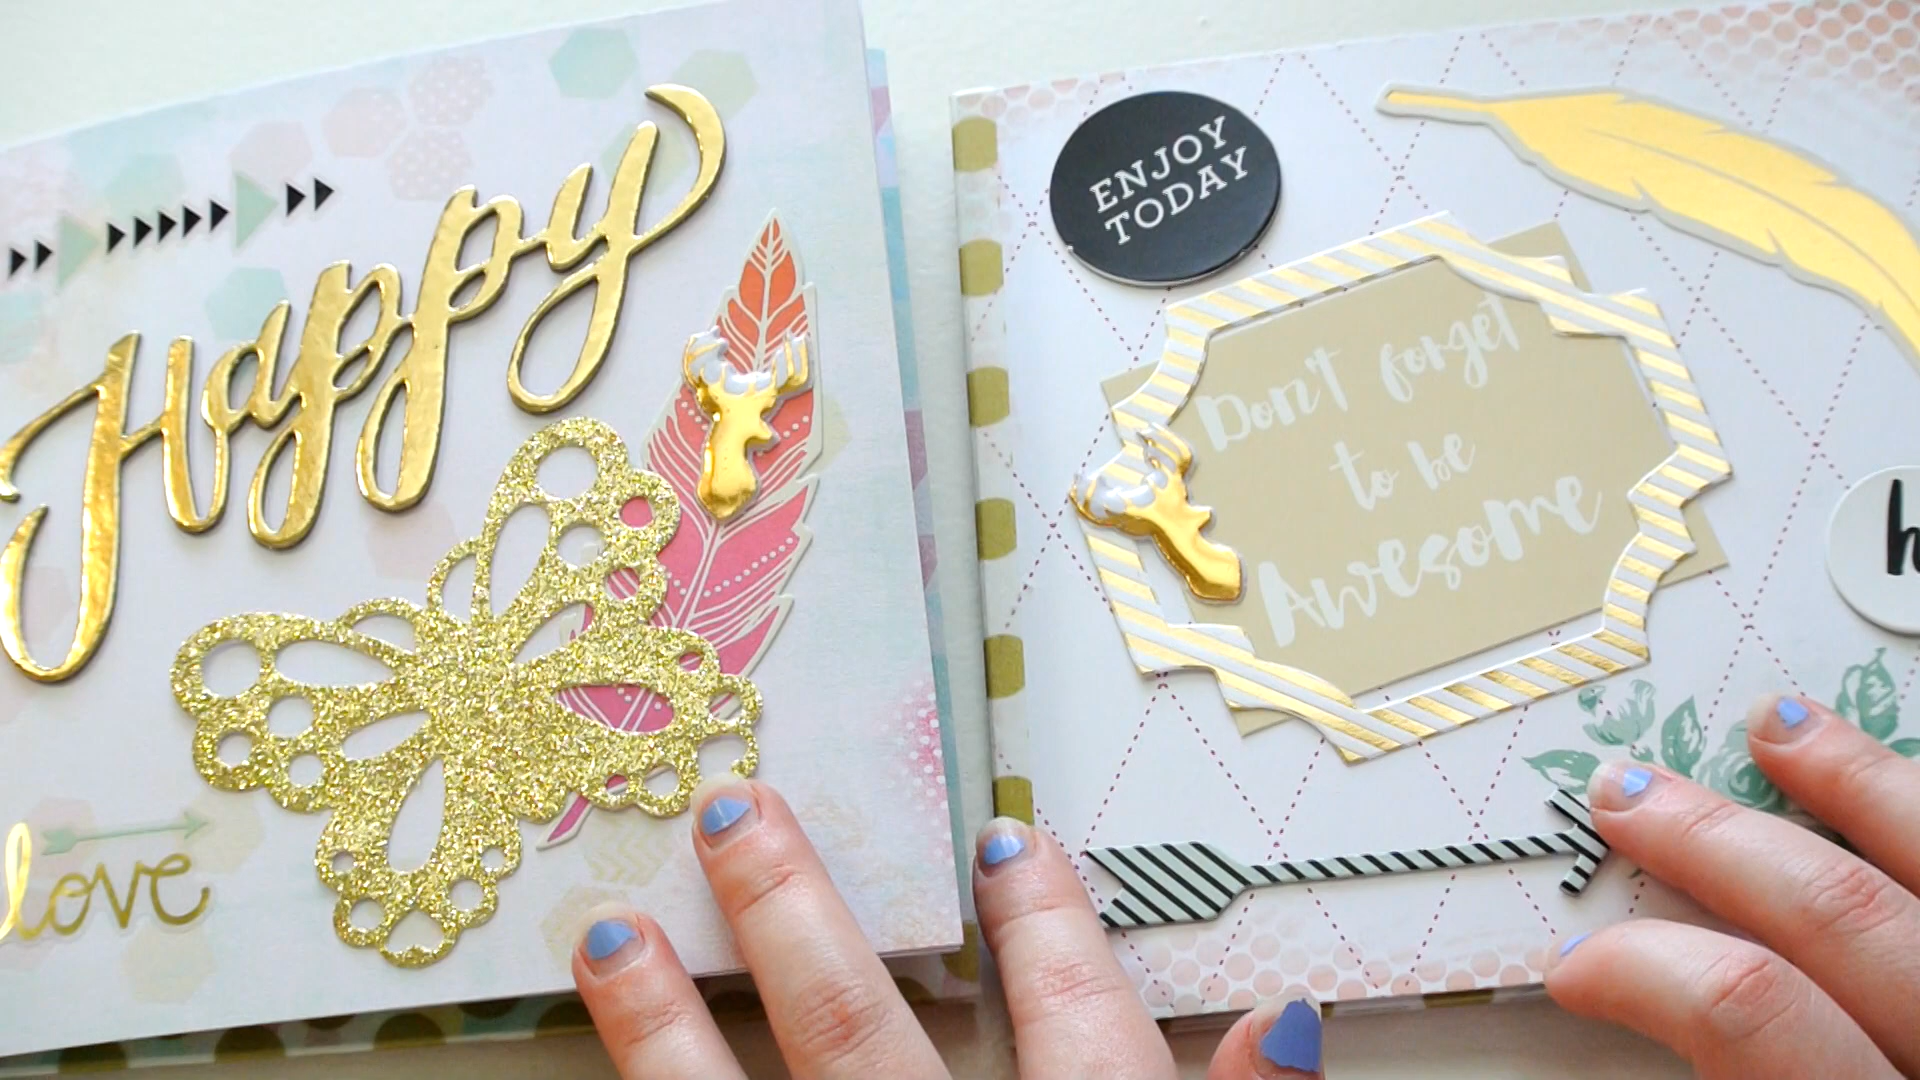 Happy
love
ENJOY
TODAY
Don't forget
to be
Awesome
h